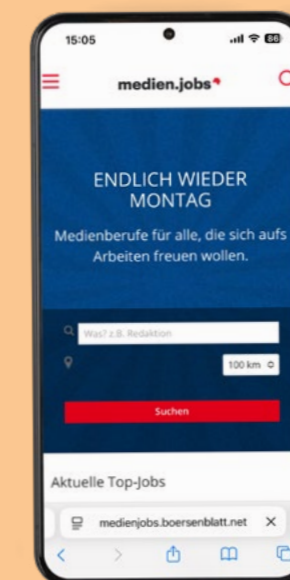 15:05
86
medien.jobs
ENDLICH WIEDER
MONTAG
Medienberufe für alle, die sich aufs
Arbeiten freuen wollen.
Was? z.B. Redaktion
100 km
Suchen
Aktuelle Top-Jobs
medienjobs.boersenblatt.net